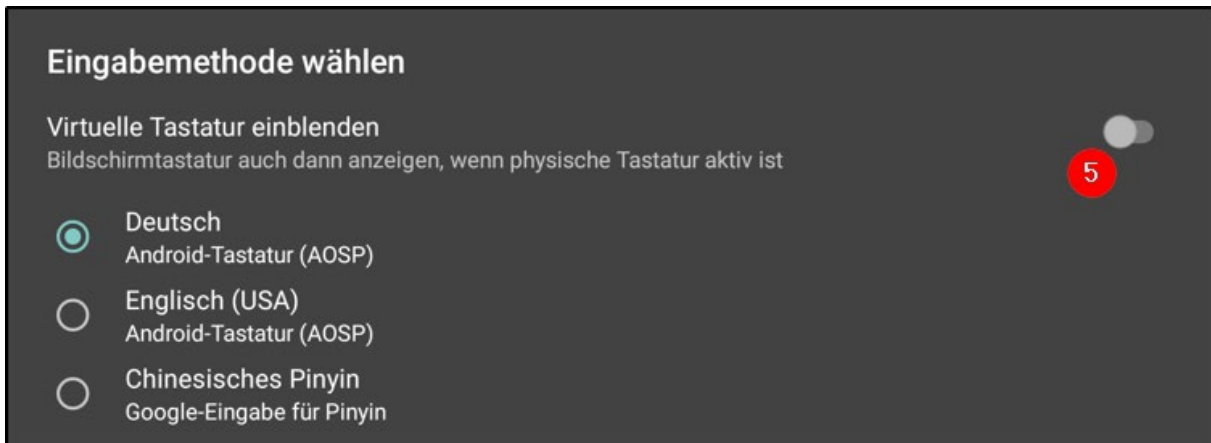 Eingabemethode wählen
Virtuelle Tastatur einblenden
Bildschirmtastatur auch dann anzeigen, wenn physische Tastatur aktiv ist
5
Deutsch
Android-Tastatur (AOSP)
Englisch (USA)
Android-Tastatur (AOSP)
Chinesisches Pinyin
Google-Eingabe für Pinyin